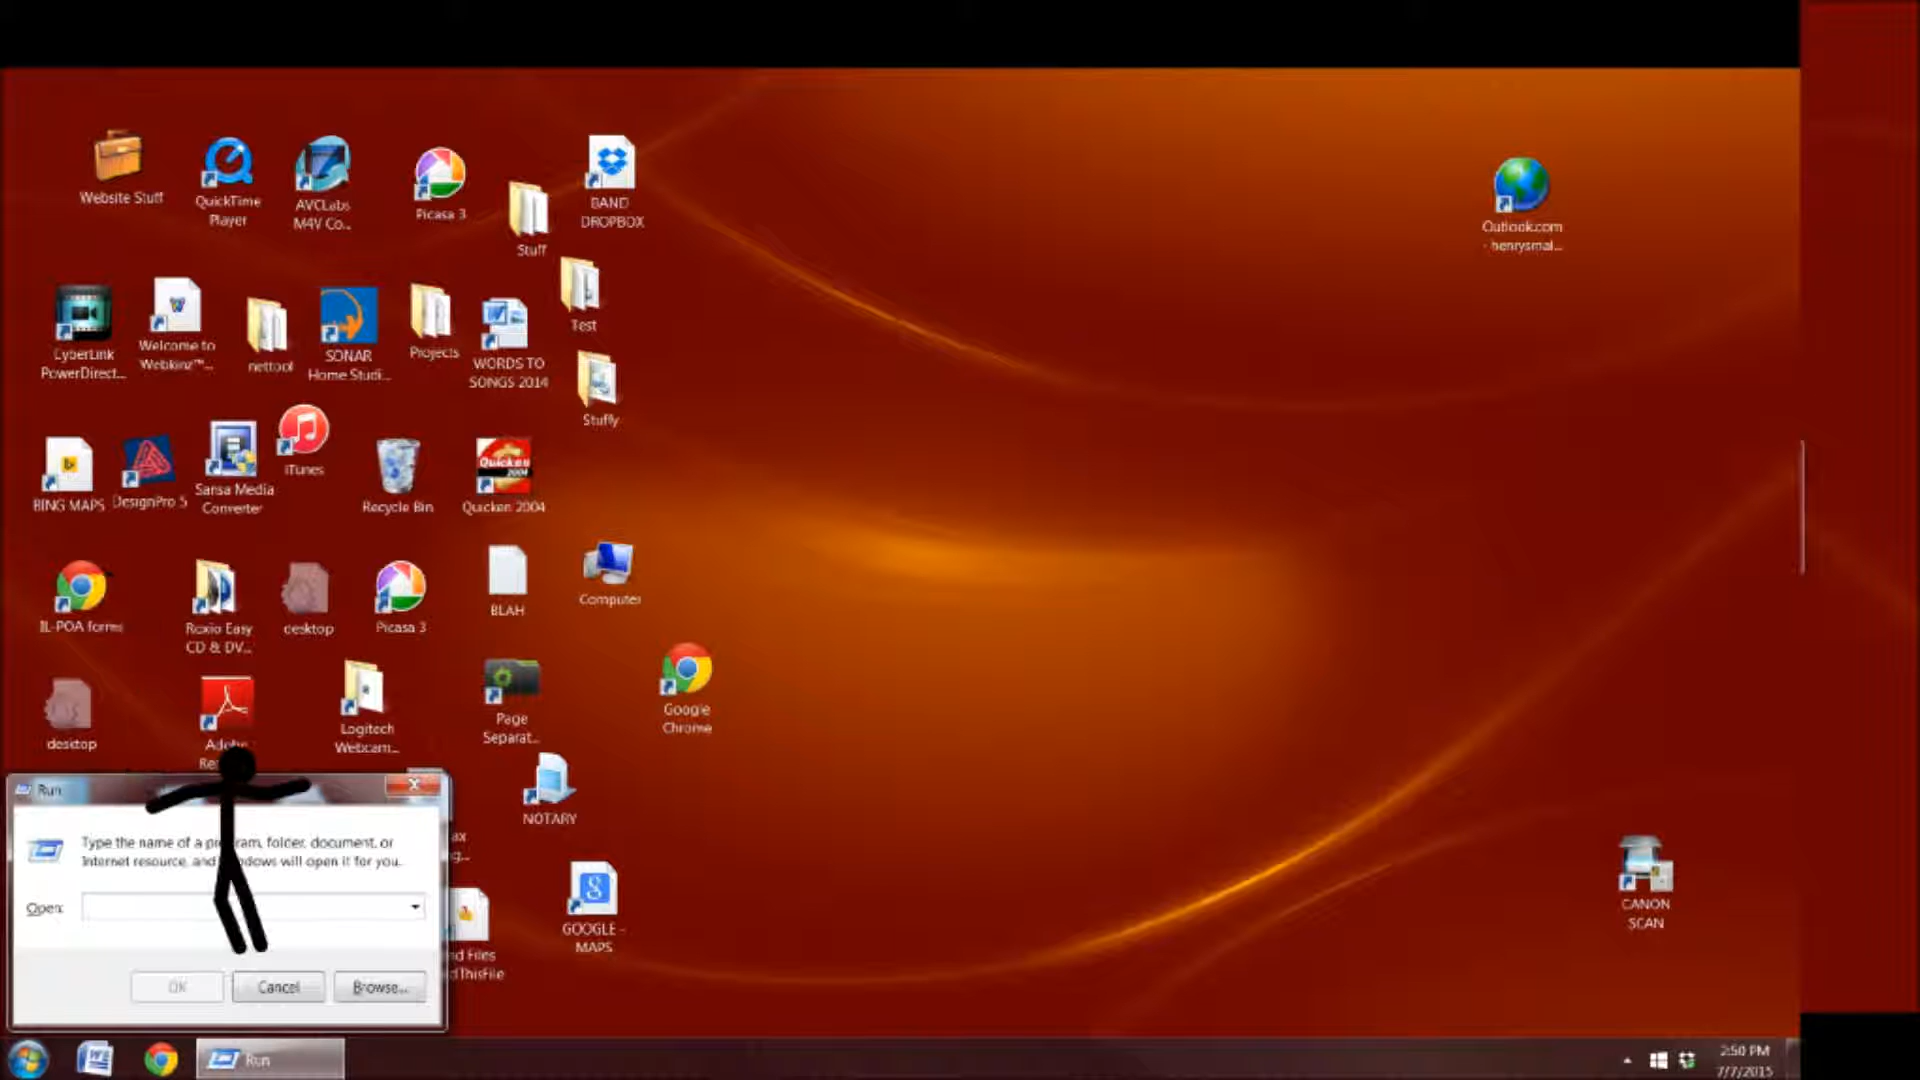 Website Stuff
QuickTime
Player
AVCLabs
M4V Co...
Picasa 3
Stuff
BAND
DROPBOX
Outlook.com
- henrysmal...
CyberLink
PowerDirect...
Welcome to
Webkinz™...
nettool
SONAR
Home Studi...
Projects
WORDS TO
SONGS 2014
Test
Stuffy
BING MAPS
DesignPro 5
Sansa Media
Converter
iTunes
Recycle Bin
Quicken
2004
Quicken 2004
IL-POA forms
Roxio Easy
CD & DV...
desktop
Picasa 3
BLAH
Computer
desktop
Logitech
Webcam...
Page
Separat...
Google
Chrome
NOTARY
GOOGLE -
MAPS
CANON
SCAN
Run
Type the name of a program, folder, document, or
Internet resource, and Windows will open it for you.
Open:
OK
Cancel
Browse...
Run
2:50 PM
7/7/2015